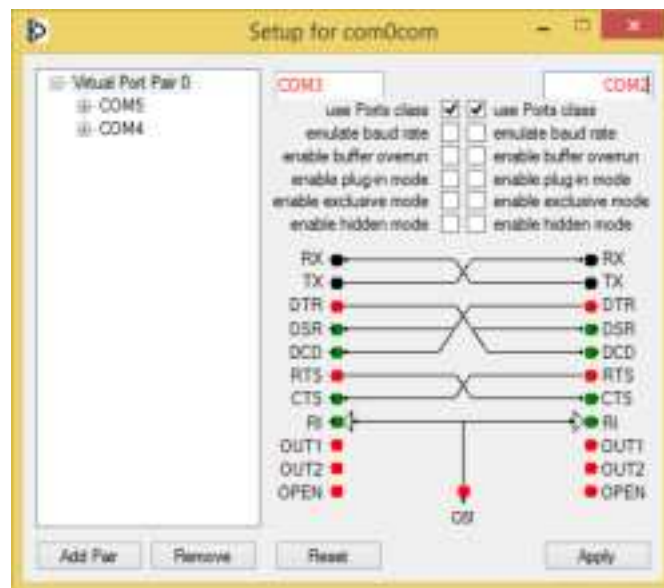 Setup for com0com
Virtual Port Pair 0
COM5
COM4
COM3 COM2
use Ports class use Ports class
emulate baud rate emulate baud rate
enable buffer overrun enable buffer overrun
enable plug-in mode enable plug-in mode
enable exclusive mode enable exclusive mode
enable hidden mode enable hidden mode
RX RX
TX TX
DTR DTR
DSR DSR
DCD DCD
RTS RTS
CTS CTS
RI RI
OUT1 OUT1
OUT2 OUT2
OPEN OPEN
Add Pair Remove Reset Apply